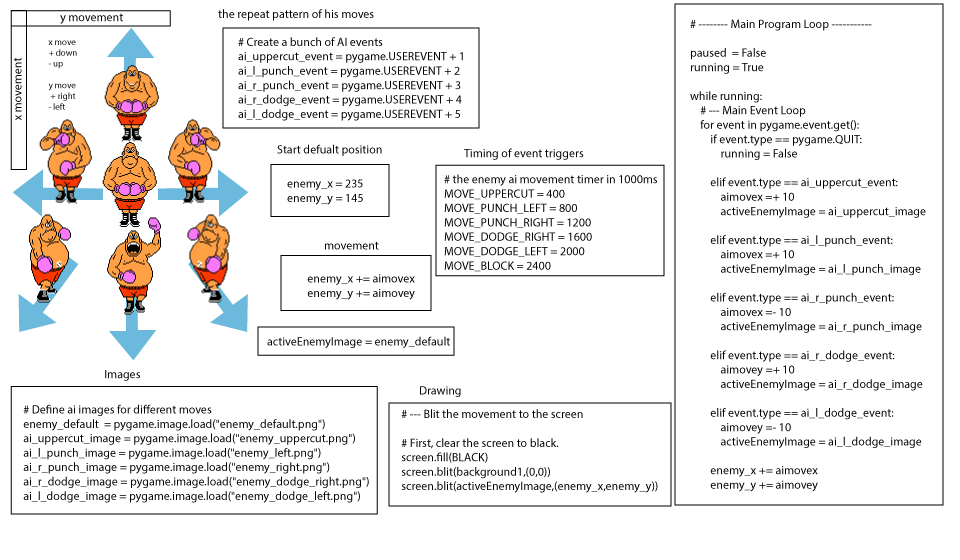 y movement
x movement
x move
+ down
- up
y move
+ right
- left
the repeat pattern of his moves
# Create a bunch of AI events
ai_uppercut_event = pygame.USEREVENT + 1
ai_l_punch_event = pygame.USEREVENT + 2
ai_r_punch_event = pygame.USEREVENT + 3
ai_r_dodge_event = pygame.USEREVENT + 4
ai_l_dodge_event = pygame.USEREVENT + 5
Start defualt position
enemy_x = 235
enemy_y = 145
Timing of event triggers
# the enemy ai movement timer in 1000ms
MOVE_UPPERCUT = 400
MOVE_PUNCH_LEFT = 800
MOVE_PUNCH_RIGHT = 1200
MOVE_DODGE_RIGHT = 1600
MOVE_DODGE_LEFT = 2000
MOVE_BLOCK = 2400
movement
enemy_x += aimovex
enemy_y += aimovey
activeEnemyImage = enemy_default
Images
# Define ai images for different moves
enemy_default  = pygame.image.load("enemy_default.png")
ai_uppercut_image = pygame.image.load("enemy_uppercut.png")
ai_l_punch_image = pygame.image.load("enemy_left.png")
ai_r_punch_image = pygame.image.load("enemy_right.png")
ai_r_dodge_image = pygame.image.load("enemy_dodge_right.png")
ai_l_dodge_image = pygame.image.load("enemy_dodge_left.png")
Drawing
# --- Blit the movement to the screen
# First, clear the screen to black.
screen.fill(BLACK)
screen.blit(background1,(0,0))
screen.blit(activeEnemyImage,(enemy_x,enemy_y))
# -------- Main Program Loop -----------
paused  = False
running = True
while running:
# --- Main Event Loop
for event in pygame.event.get():
if event.type == pygame.QUIT:
running = False
elif event.type == ai_uppercut_event:
aimovex =+ 10
activeEnemyImage = ai_uppercut_image
elif event.type == ai_l_punch_event:
aimovex =+ 10
activeEnemyImage = ai_l_punch_image
elif event.type == ai_r_punch_event:
aimovex =- 10
activeEnemyImage = ai_r_punch_image
elif event.type == ai_r_dodge_event:
aimovey =+ 10
activeEnemyImage = ai_r_dodge_image
elif event.type == ai_l_dodge_event:
aimovey =- 10
activeEnemyImage = ai_l_dodge_image
enemy_x += aimovex
enemy_y += aimovey